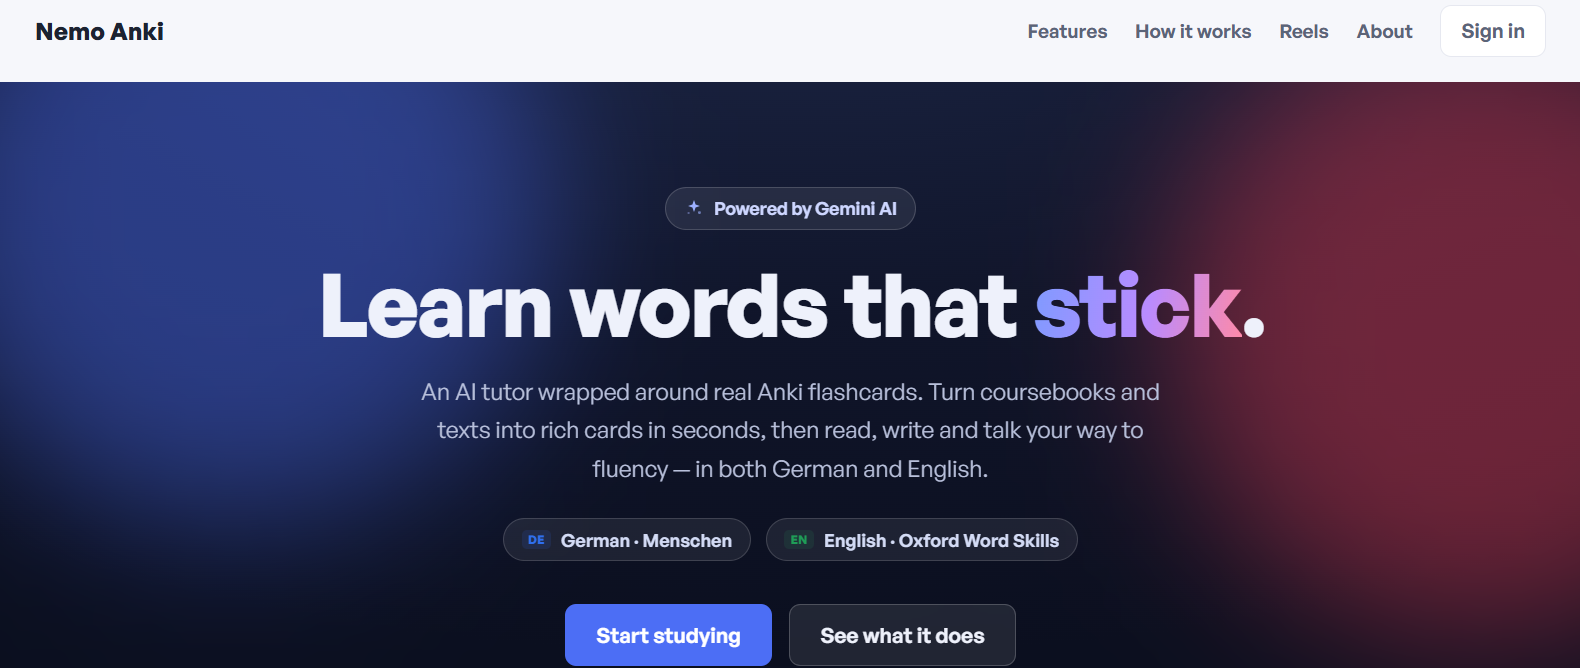 Nemo Anki
Features
How it works
Reels
About
Sign in
Powered by Gemini AI
Learn words that stick.
An AI tutor wrapped around real Anki flashcards. Turn coursebooks and
texts into rich cards in seconds, then read, write and talk your way to
fluency — in both German and English.
DE German · Menschen
EN English · Oxford Word Skills
Start studying
See what it does